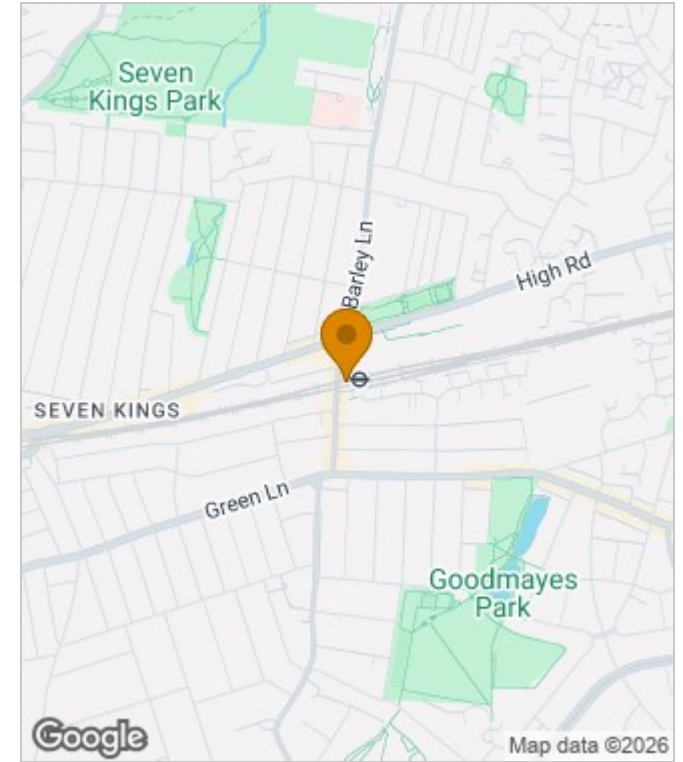 Seven
Kings Park
Barley Ln
High Rd
SEVEN KINGS
Green Ln
Goodmayes
Park
Google
Map data ©2026